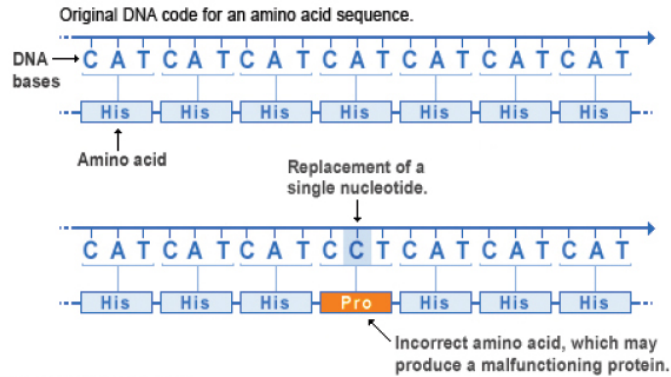 Original DNA code for an amino acid sequence.
DNA bases
C A T C A T C A T C A T C A T C A T C A T
His His His His His His His
Amino acid
Replacement of a
single nucleotide.
C A T C A T C A T C C T C A T C A T C A T
His His His Pro His His His
Incorrect amino acid, which may
produce a malfunctioning protein.